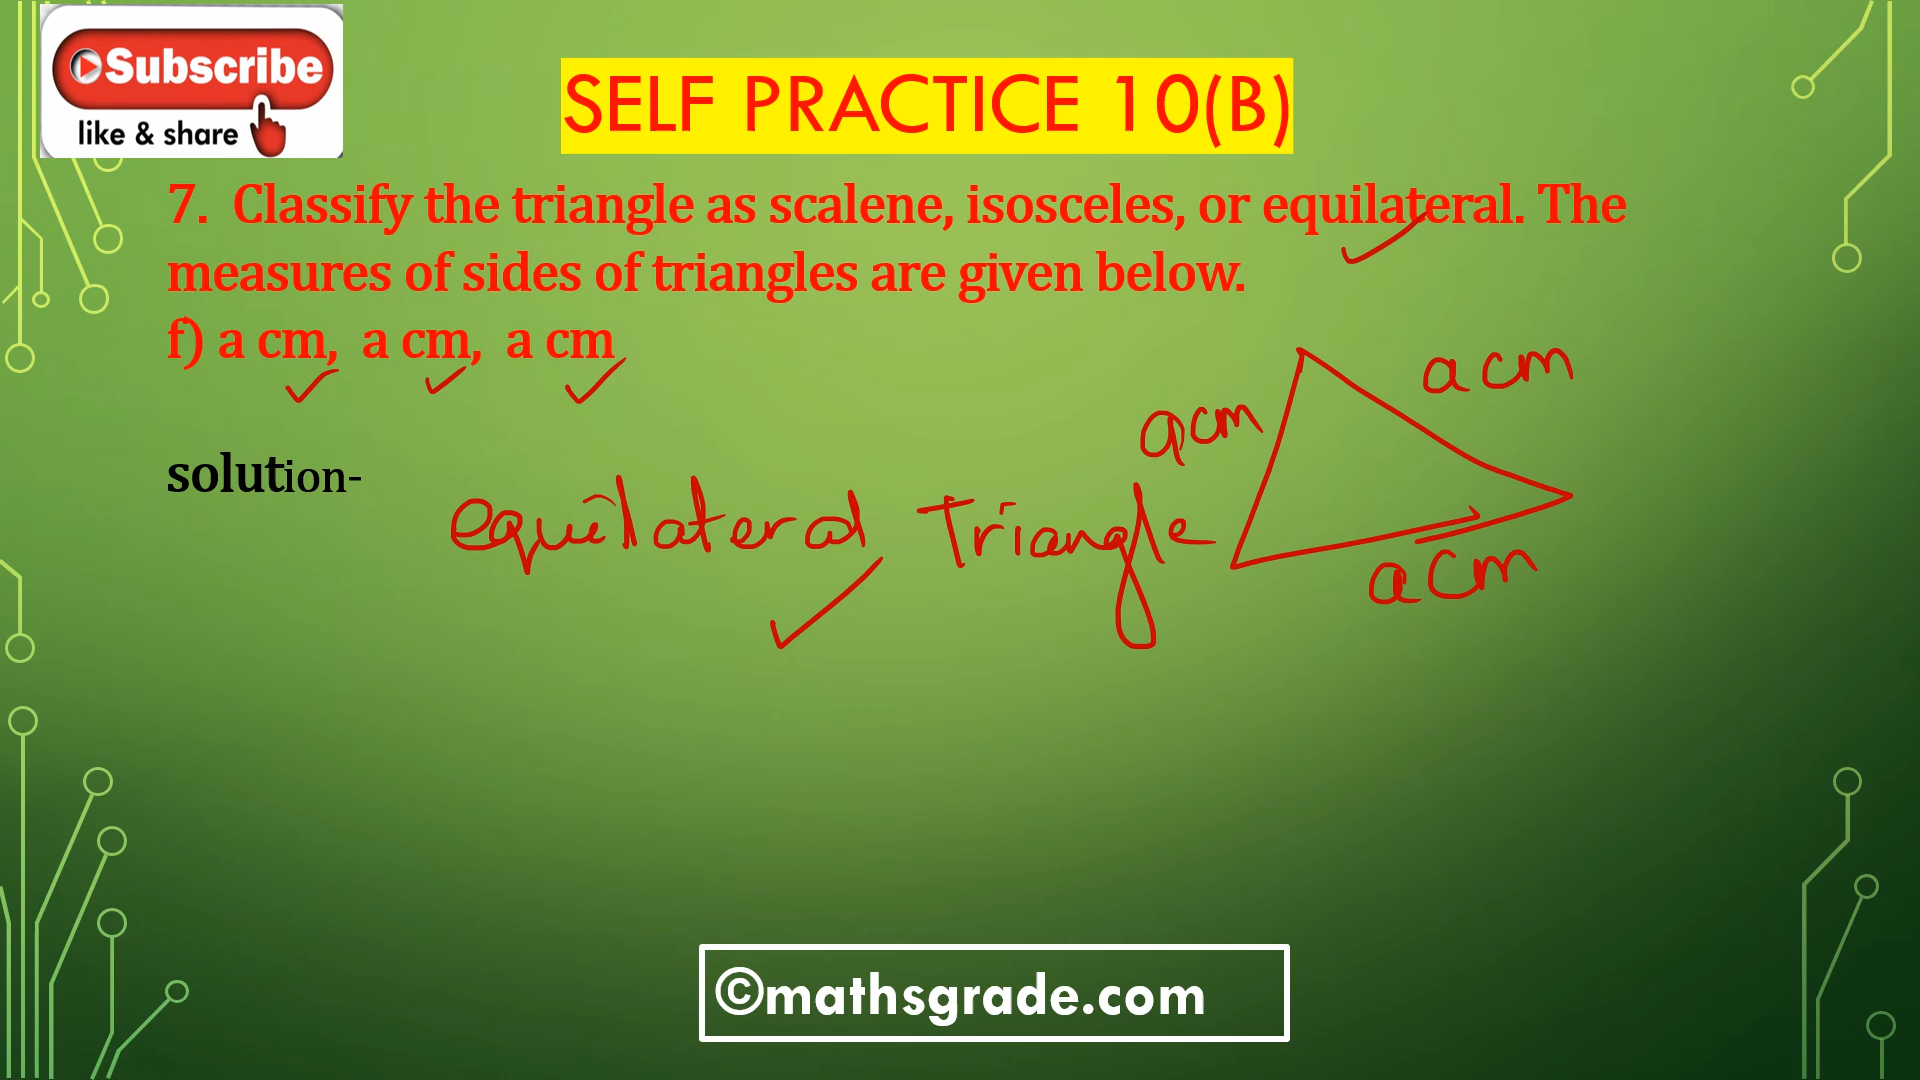 Subscribe
like & share
SELF PRACTICE 10(B)
7. Classify the triangle as scalene, isosceles, or equilateral. The
measures of sides of triangles are given below.
f) a cm, a cm, a cm
a cm
a cm
solution-
equilateral Triangle
a cm
©mathsgrade.com